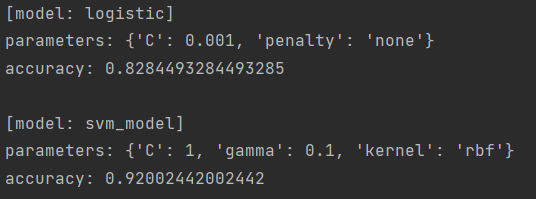 [model: logistic]
parameters: {'C': 0.001, 'penalty': 'none'}
accuracy: 0.8284493284493285
[model: svm_model]
parameters: {'C': 1, 'gamma': 0.1, 'kernel': 'rbf'}
accuracy: 0.92002442002442